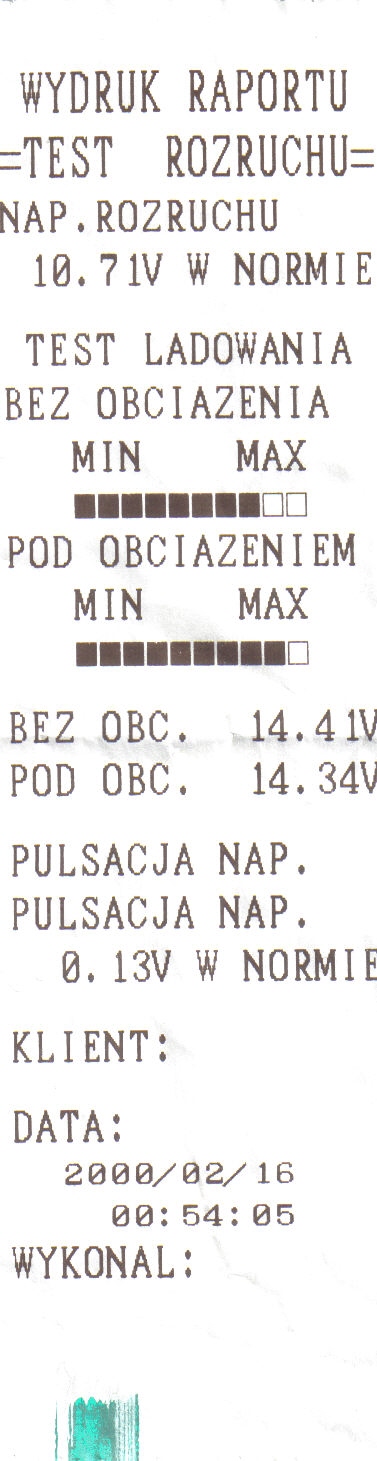 WYDRUK RAPORTU
=TEST ROZRUCHU=
NAP.ROZRUCHU
10.71V W NORMIE
TEST LADOWANIA
BEZ OBCIAZENIA
MIN MAX
POD OBCIAZENIEM
MIN MAX
BEZ OBC. 14.41V
POD OBC. 14.34V
PULSACJA NAP.
PULSACJA NAP.
0.13V W NORMIE
KLIENT:
DATA:
2000/02/16
00:54:05
WYKONAL: